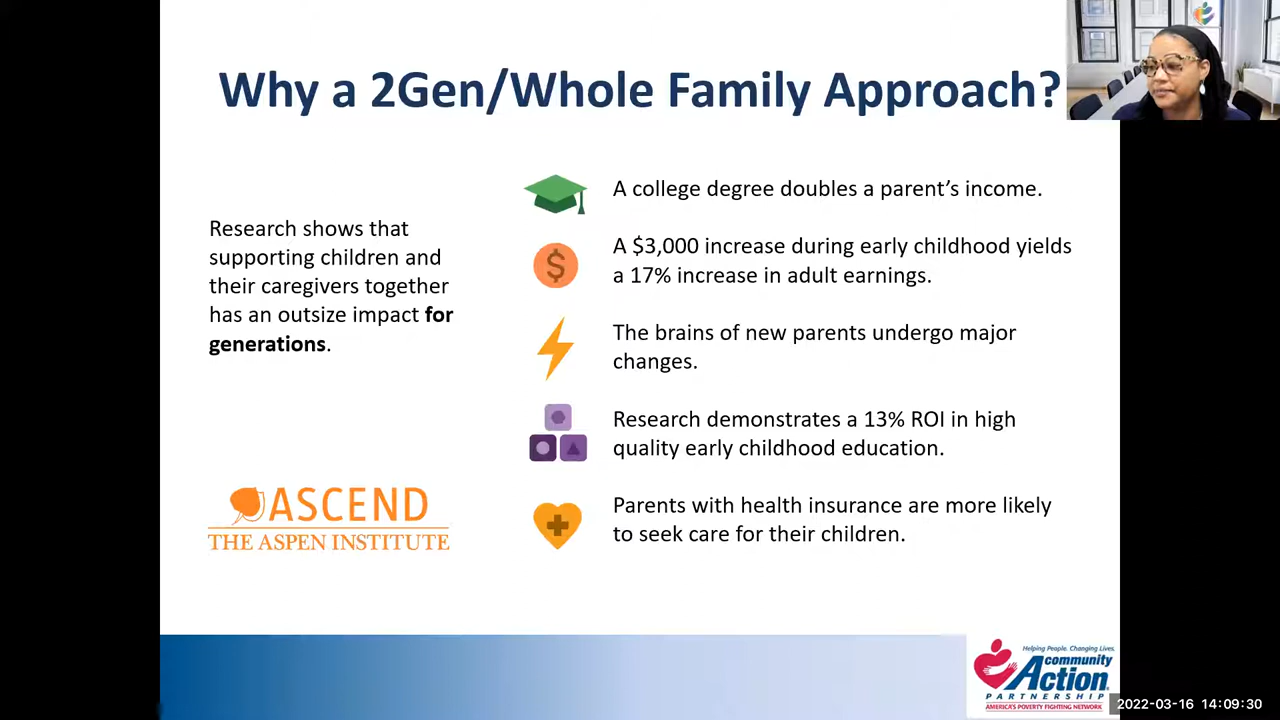 Why a 2Gen/Whole Family Approach?
Research shows that
supporting children and
their caregivers together
has an outsize impact for
generations.
A college degree doubles a parent's income.
$
A $3,000 increase during early childhood yields
a 17% increase in adult earnings.
The brains of new parents undergo major
changes.
Research demonstrates a 13% ROI in high
quality early childhood education.
Parents with health insurance are more likely
to seek care for their children.
ASCEND
THE ASPEN INSTITUTE
Helping People. Changing Lives.
community
Action
PARTNERSHIP
AMERICA'S POVERTY FIGHTING NETWORK
2022-03-16 14:09:30